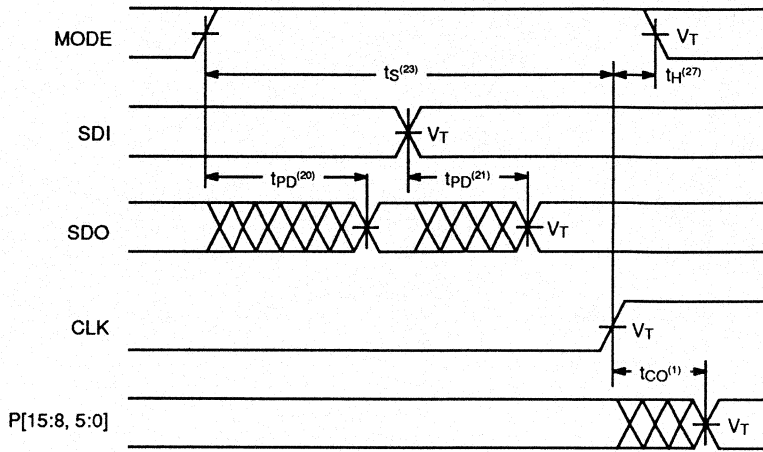 MODE
V_T
t_S(23)
t_H(27)
SDI
V_T
t_PD(20)
t_PD(21)
SDO
V_T
CLK
V_T
t_CO(1)
P[15:8, 5:0]
V_T